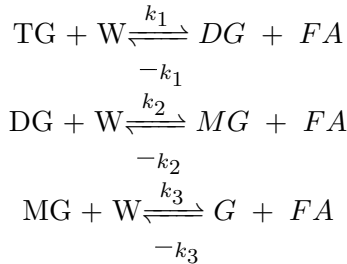 k₁
TG + W ⇌ DG + FA
−k₁
k₂
DG + W ⇌ MG + FA
−k₂
k₃
MG + W ⇌ G + FA
−k₃